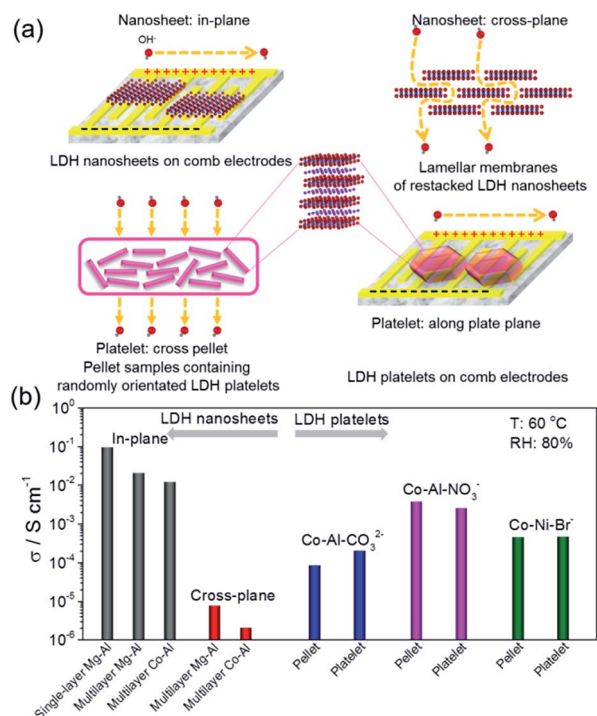 (a)
Nanosheet: in-plane
Nanosheet: cross-plane
OH-
+ + + + + + + + + + + + +
LDH nanosheets on comb electrodes
Lamellar membranes
of restacked LDH nanosheets
+ + + + + + + + + + + + +
Platelet: along plate plane
Platelet: cross pellet
Pellet samples containing
randomly orientated LDH platelets
LDH platelets on comb electrodes
(b)
10⁰
10⁻¹
10⁻²
10⁻³
10⁻⁴
10⁻⁵
10⁻⁶
σ / S cm⁻¹
LDH nanosheets
LDH platelets
T: 60 °C
RH: 80%
In-plane
Cross-plane
Co-Al-CO₃²⁻
Co-Al-NO₃⁻
Co-Ni-Br⁻
Single-layer Mg-Al
Multilayer Mg-Al
Multilayer Co-Al
Multilayer Mg-Al
Multilayer Co-Al
Pellet
Platelet
Pellet
Platelet
Pellet
Platelet